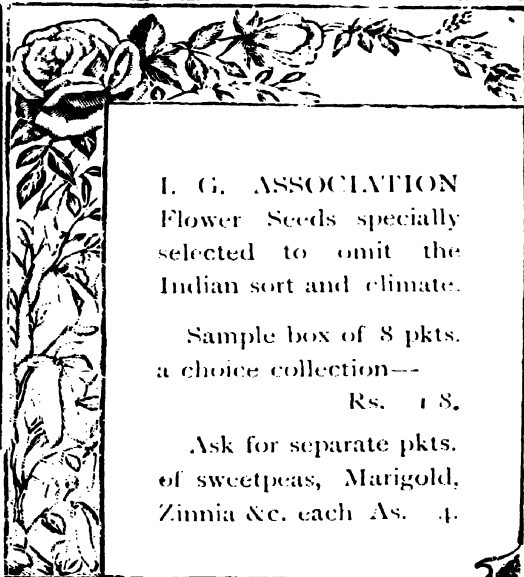 I. G. ASSOCIATION
Flower Seeds specially
selected to omit the
Indian sort and climate.
Sample box of 8 pkts.
a choice collection—
Rs. 1 8.
Ask for separate pkts.
of sweetpeas, Marigold,
Zinnia &c. each As. 4.